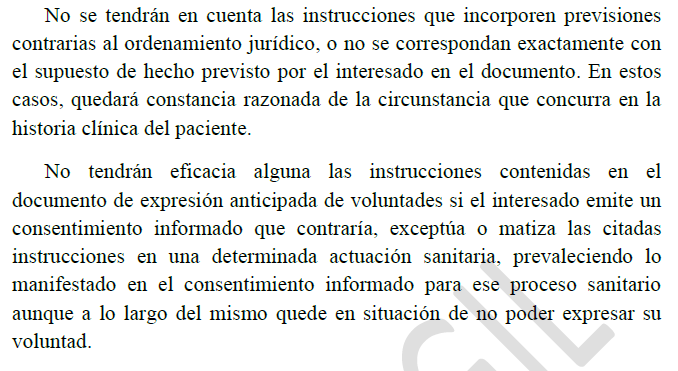 No se tendrán en cuenta las instrucciones que incorporen previsiones
contrarias al ordenamiento jurídico, o no se correspondan exactamente con
el supuesto de hecho previsto por el interesado en el documento. En estos
casos, quedará constancia razonada de la circunstancia que concurra en la
historia clínica del paciente.
No tendrán eficacia alguna las instrucciones contenidas en el
documento de expresión anticipada de voluntades si el interesado emite un
consentimiento informado que contraría, exceptúa o matiza las citadas
instrucciones en una determinada actuación sanitaria, prevaleciendo lo
manifestado en el consentimiento informado para ese proceso sanitario
aunque a lo largo del mismo quede en situación de no poder expresar su
voluntad.